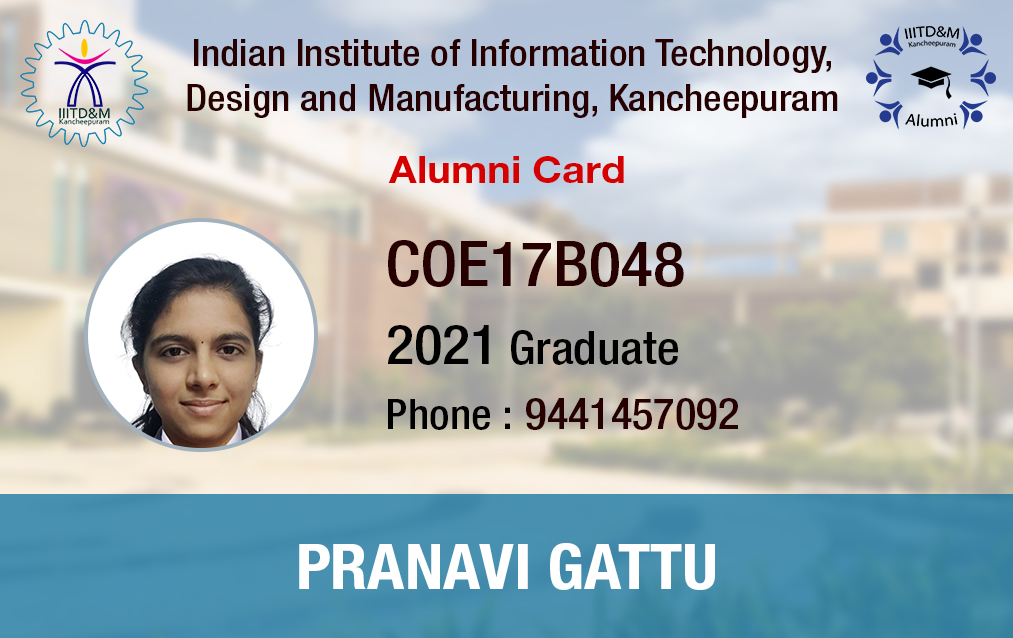 Indian Institute of Information Technology,
Design and Manufacturing, Kancheepuram
IIITD&M
Kancheepuram
IIITD&M
Kancheepuram
Alumni
Alumni Card
COE17B048
2021 Graduate
Phone : 9441457092
PRANAVI GATTU